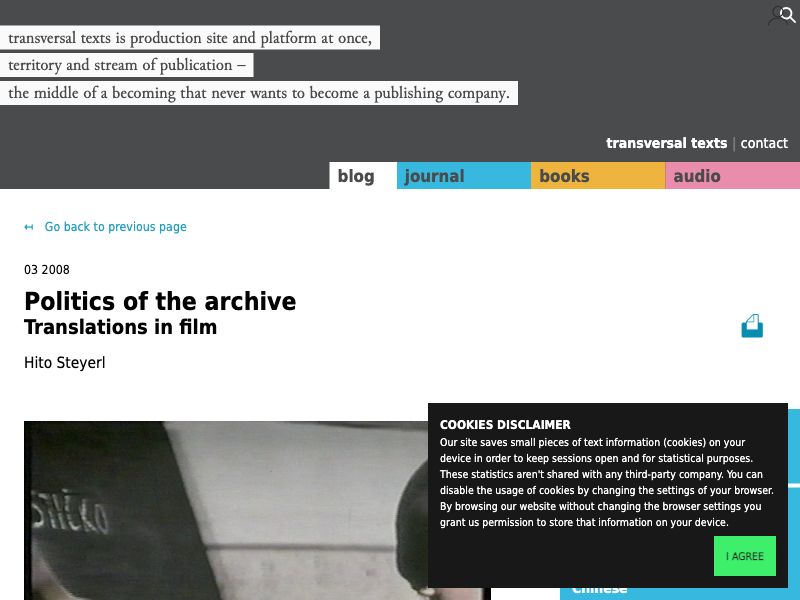 transversal texts is production site and platform at once,
territory and stream of publication –
the middle of a becoming that never wants to become a publishing company.
transversal texts | contact
blog journal books audio
↤ Go back to previous page
03 2008
Politics of the archive
Translations in film
Hito Steyerl
COOKIES DISCLAIMER
Our site saves small pieces of text information (cookies) on your
device in order to keep sessions open and for statistical purposes.
These statistics aren't shared with any third-party company. You can
disable the usage of cookies by changing the settings of your browser.
By browsing our website without changing the browser settings you
grant us permission to store that information on your device.
I AGREE
Chinese